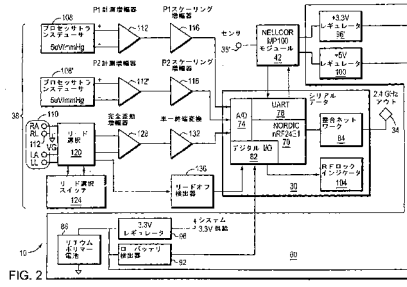 108
プロセッサトランスデューサ
5uV/mmHg
P1計測増幅器
112
P1スケーリング増幅器
116
センサ
38"
NELLCOR MP100 モジュール
42
+3.3V レギュレータ
96'
+5V レギュレータ
100
108'
プロセッサトランスデューサ
5uV/mmHg
P2計測増幅器
112'
P2スケーリング増幅器
116
38
110
RA
RL
VG
LA
LL
リード選択
120
完全差動増幅器
128
単一終端変換
132
A/D
74
UART
78
NORDIC nRF24E1
70
デジタル I/O
82
シリアルデータ
整合ネットワーク
84
2.4 GHz アウト
34
RFロックインジケータ
104
30
リード選択スイッチ
124
136
リードオフ検出器
10
88
リチウムポリマー電池
3.3V レギュレータ
96
システム 3.3V 供給
ローバッテリ検出器
92
80
FIG. 2